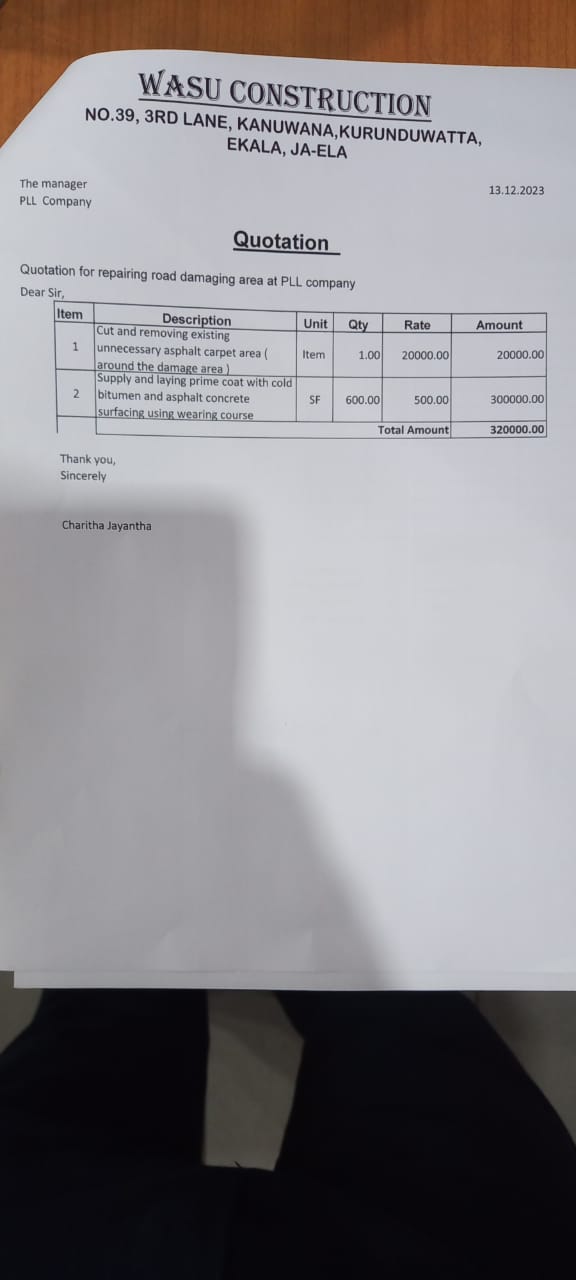 WASU CONSTRUCTION
NO.39, 3RD LANE, KANUWANA,KURUNDUWATTA,
EKALA, JA-ELA
The manager
13.12.2023
PLL Company
Quotation
Quotation for repairing road damaging area at PLL company
Dear Sir,
Item Description Unit Qty Rate Amount
1 Cut and removing existing
unnecessary asphalt carpet area (
around the damage area ) Item 1.00 20000.00 20000.00
2 Supply and laying prime coat with cold
bitumen and asphalt concrete
surfacing using wearing course SF 600.00 500.00 300000.00
Total Amount 320000.00
Thank you,
Sincerely
Charitha Jayantha